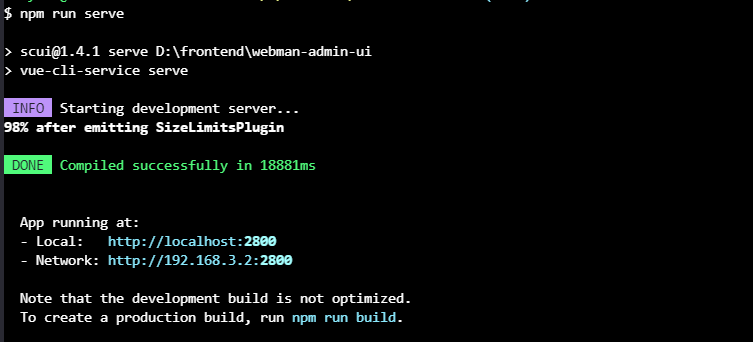 $ npm run serve
> scui@1.4.1 serve D:\frontend\webman-admin-ui
> vue-cli-service serve
INFO Starting development server...
98% after emitting SizeLimitsPlugin
DONE Compiled successfully in 18881ms
App running at:
- Local: http://localhost:2800
- Network: http://192.168.3.2:2800
Note that the development build is not optimized.
To create a production build, run npm run build.